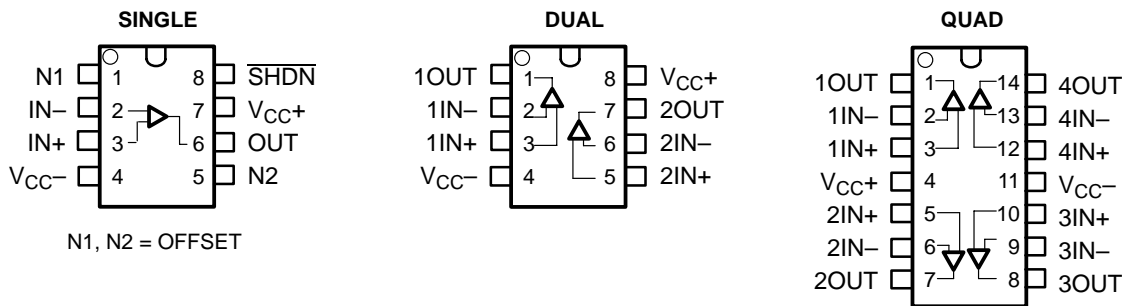 SINGLE
N1 1 8 SHDN
IN– 2 7 VCC+
IN+ 3 6 OUT
VCC– 4 5 N2
N1, N2 = OFFSET
DUAL
1OUT 1 8 VCC+
1IN– 2 7 2OUT
1IN+ 3 6 2IN–
VCC– 4 5 2IN+
QUAD
1OUT 1 14 4OUT
1IN– 2 13 4IN–
1IN+ 3 12 4IN+
VCC+ 4 11 VCC–
2IN+ 5 10 3IN+
2IN– 6 9 3IN–
2OUT 7 8 3OUT